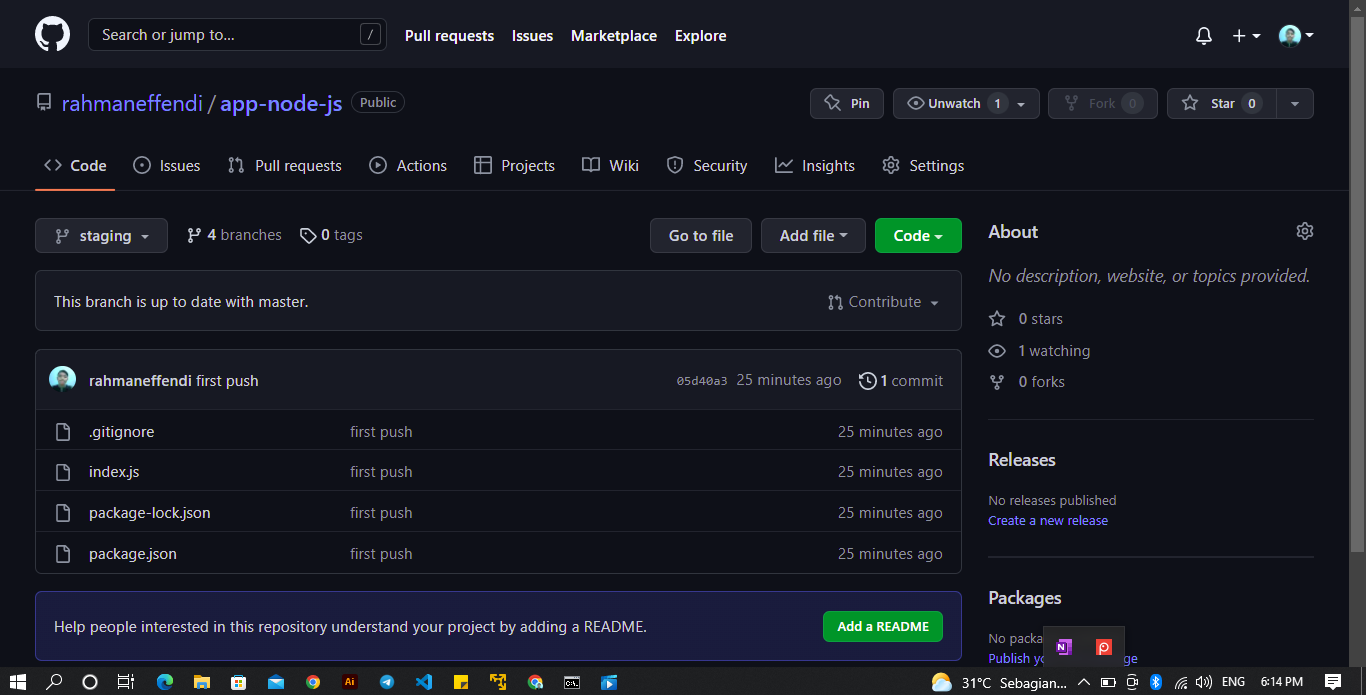 Search or jump to... /
Pull requests Issues Marketplace Explore
rahmaneffendi / app-node-js Public
Pin Unwatch 1 Fork 0 Star 0
Code Issues Pull requests Actions Projects Wiki Security Insights Settings
staging 4 branches 0 tags Go to file Add file Code
This branch is up to date with master. Contribute
rahmaneffendi first push 05d40a3 25 minutes ago 1 commit
.gitignore first push 25 minutes ago
index.js first push 25 minutes ago
package-lock.json first push 25 minutes ago
package.json first push 25 minutes ago
Help people interested in this repository understand your project by adding a README. Add a README
About
No description, website, or topics provided.
0 stars
1 watching
0 forks
Releases
No releases published
Create a new release
Packages
No packa
Publish yo ge
N
Ai 31°C Sebagian... ENG 6:14 PM